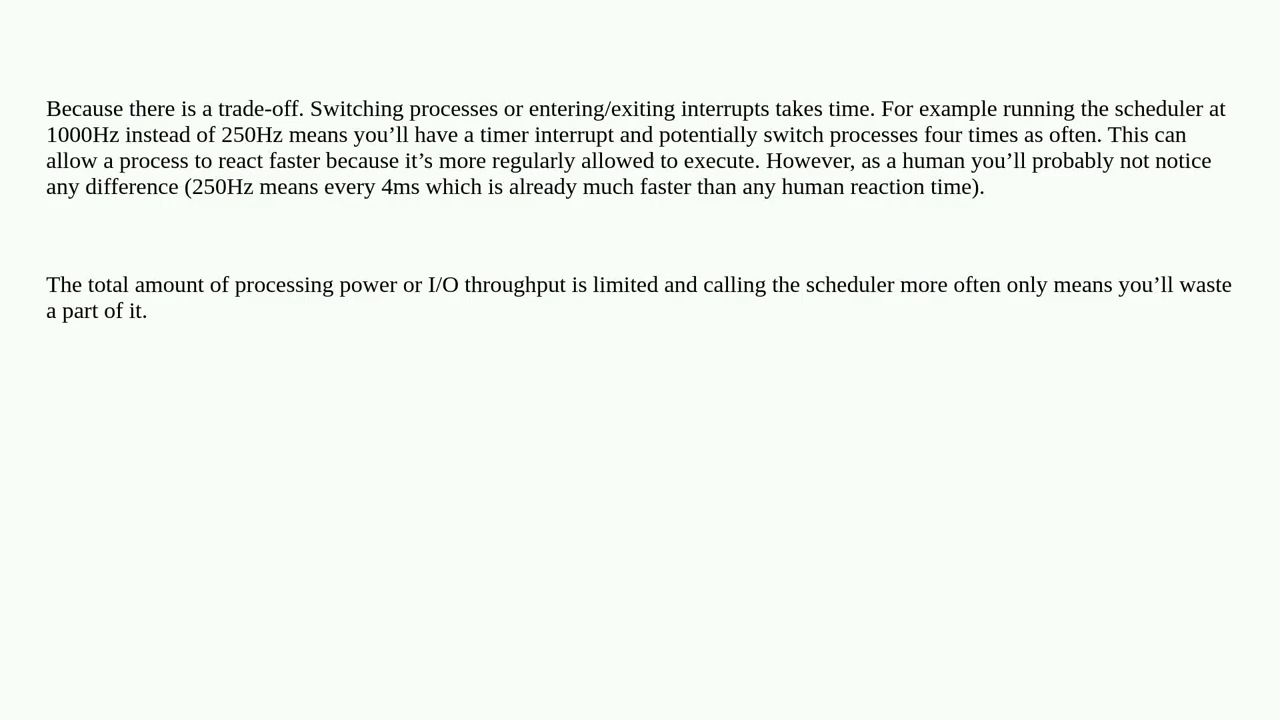 Because there is a trade-off. Switching processes or entering/exiting interrupts takes time. For example running the scheduler at
1000Hz instead of 250Hz means you’ll have a timer interrupt and potentially switch processes four times as often. This can
allow a process to react faster because it’s more regularly allowed to execute. However, as a human you’ll probably not notice
any difference (250Hz means every 4ms which is already much faster than any human reaction time).
The total amount of processing power or I/O throughput is limited and calling the scheduler more often only means you’ll waste
a part of it.